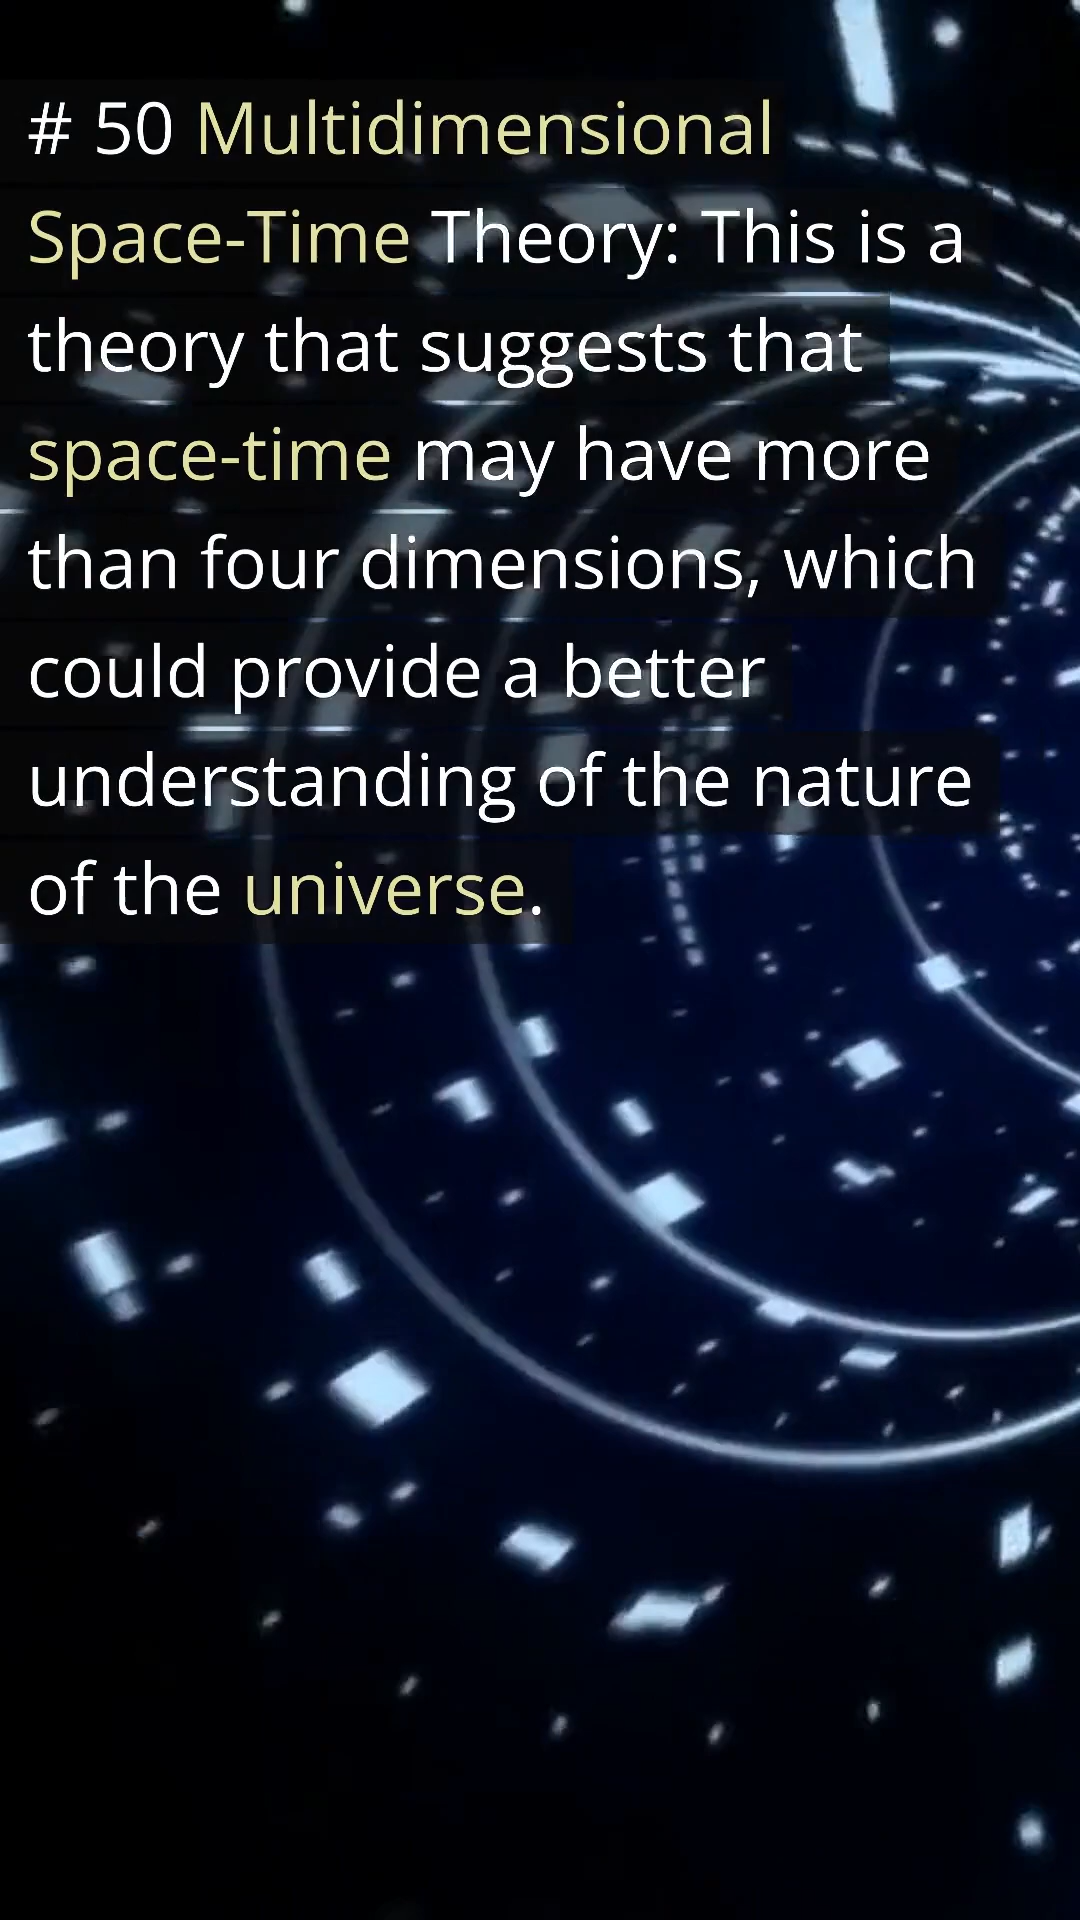 # 50 Multidimensional
Space-Time Theory: This is a
theory that suggests that
space-time may have more
than four dimensions, which
could provide a better
understanding of the nature
of the universe.